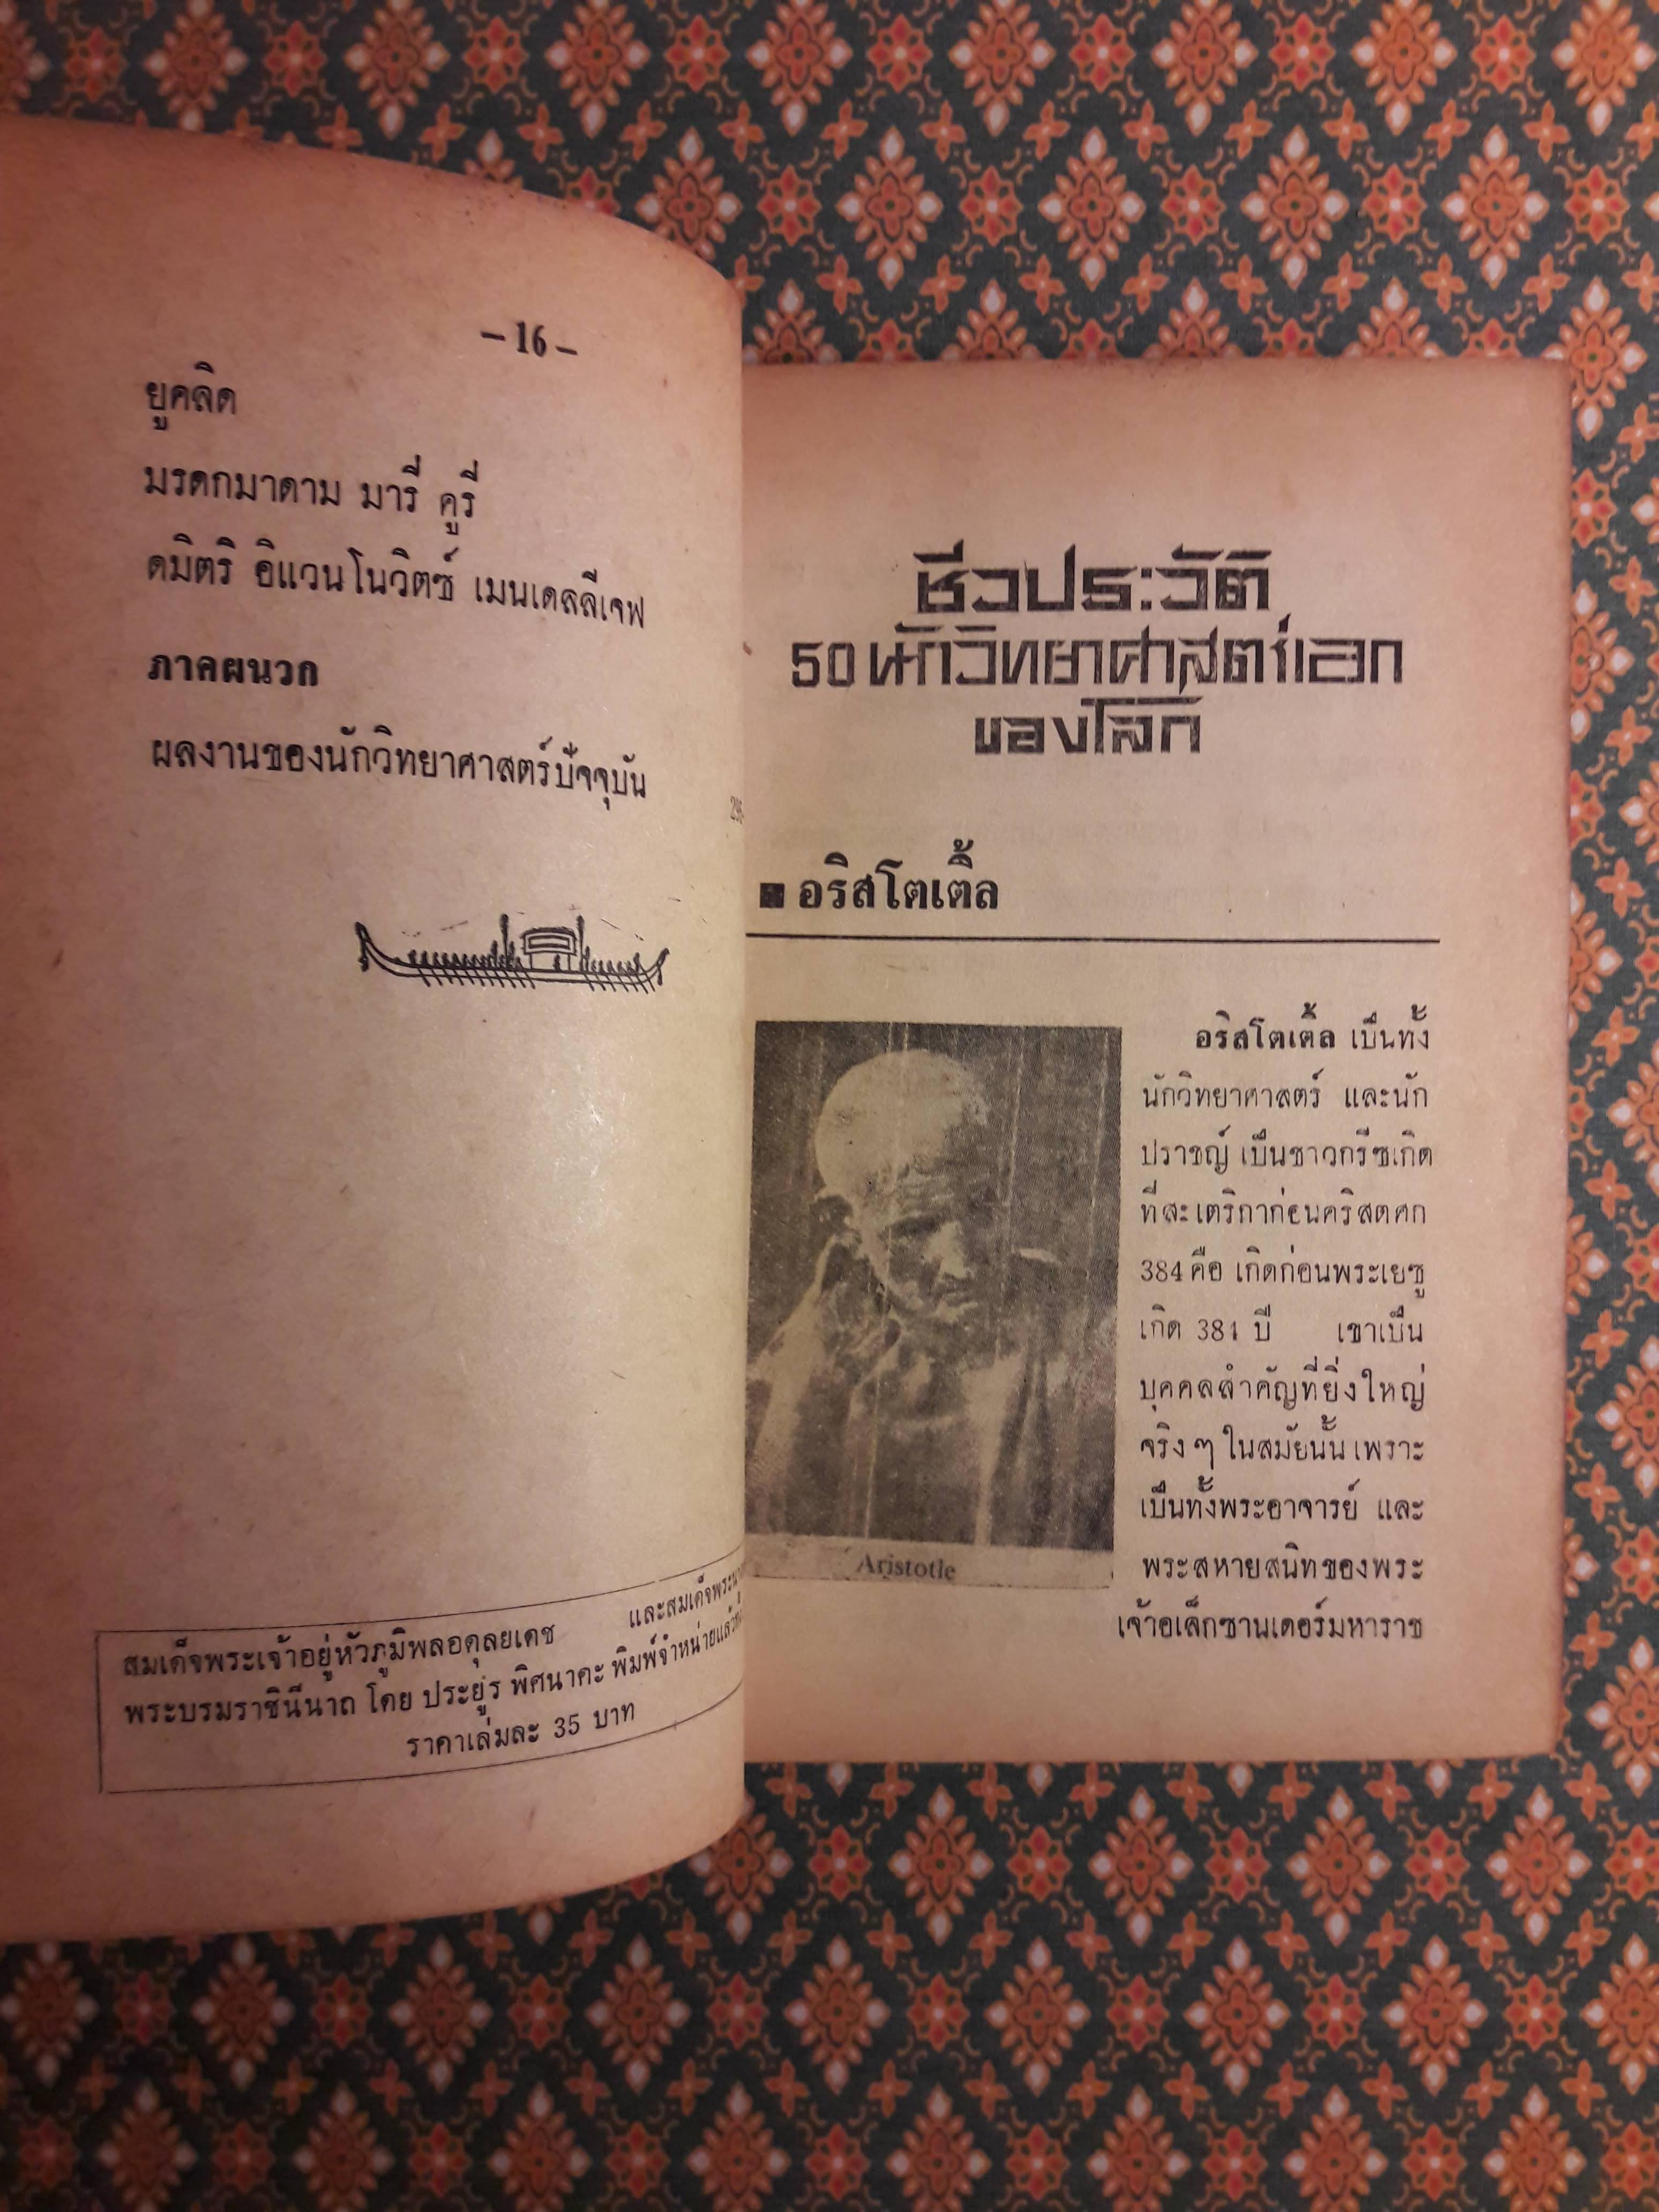 – 16 –
ยูคลิด
มรดกมาดาม มารี่ คูรี่
ดมิตริ อิแวนโนวิตซ์ เมนเดลลีเจฟ
ภาคผนวก
ผลงานของนักวิทยาศาสตร์ปัจจุบัน
สมเด็จพระเจ้าอยู่หัวภูมิพลอดุลยเดช และสมเด็จพระนา
พระบรมราชินีนาถ โดย ประยู่ร พิศนาคะ พิมพ์จำหน่ายแล้ว
ราคาเล่มละ 35 บาท
ชีวประวัติ
50 นักวิทยาศาสตร์เอก
ของโลก
■ อริสโตเติ้ล
อริสโตเติ้ล เป็นทั้ง
นักวิทยาศาสตร์ และนัก
ปราชญ์ เป็นชาวกรีซเกิด
ที่สะเตริกาก่อนคริสตศก
384 คือ เกิดก่อนพระเยซู
เกิด 384 ปี เขาเป็น
บุคคลสำคัญที่ยิ่งใหญ่
จริง ๆ ในสมัยนั้น เพราะ
เป็นทั้งพระอาจารย์ และ
พระสหายสนิทของพระ
เจ้าอเล็กซานเดอร์มหาราช
Aristotle